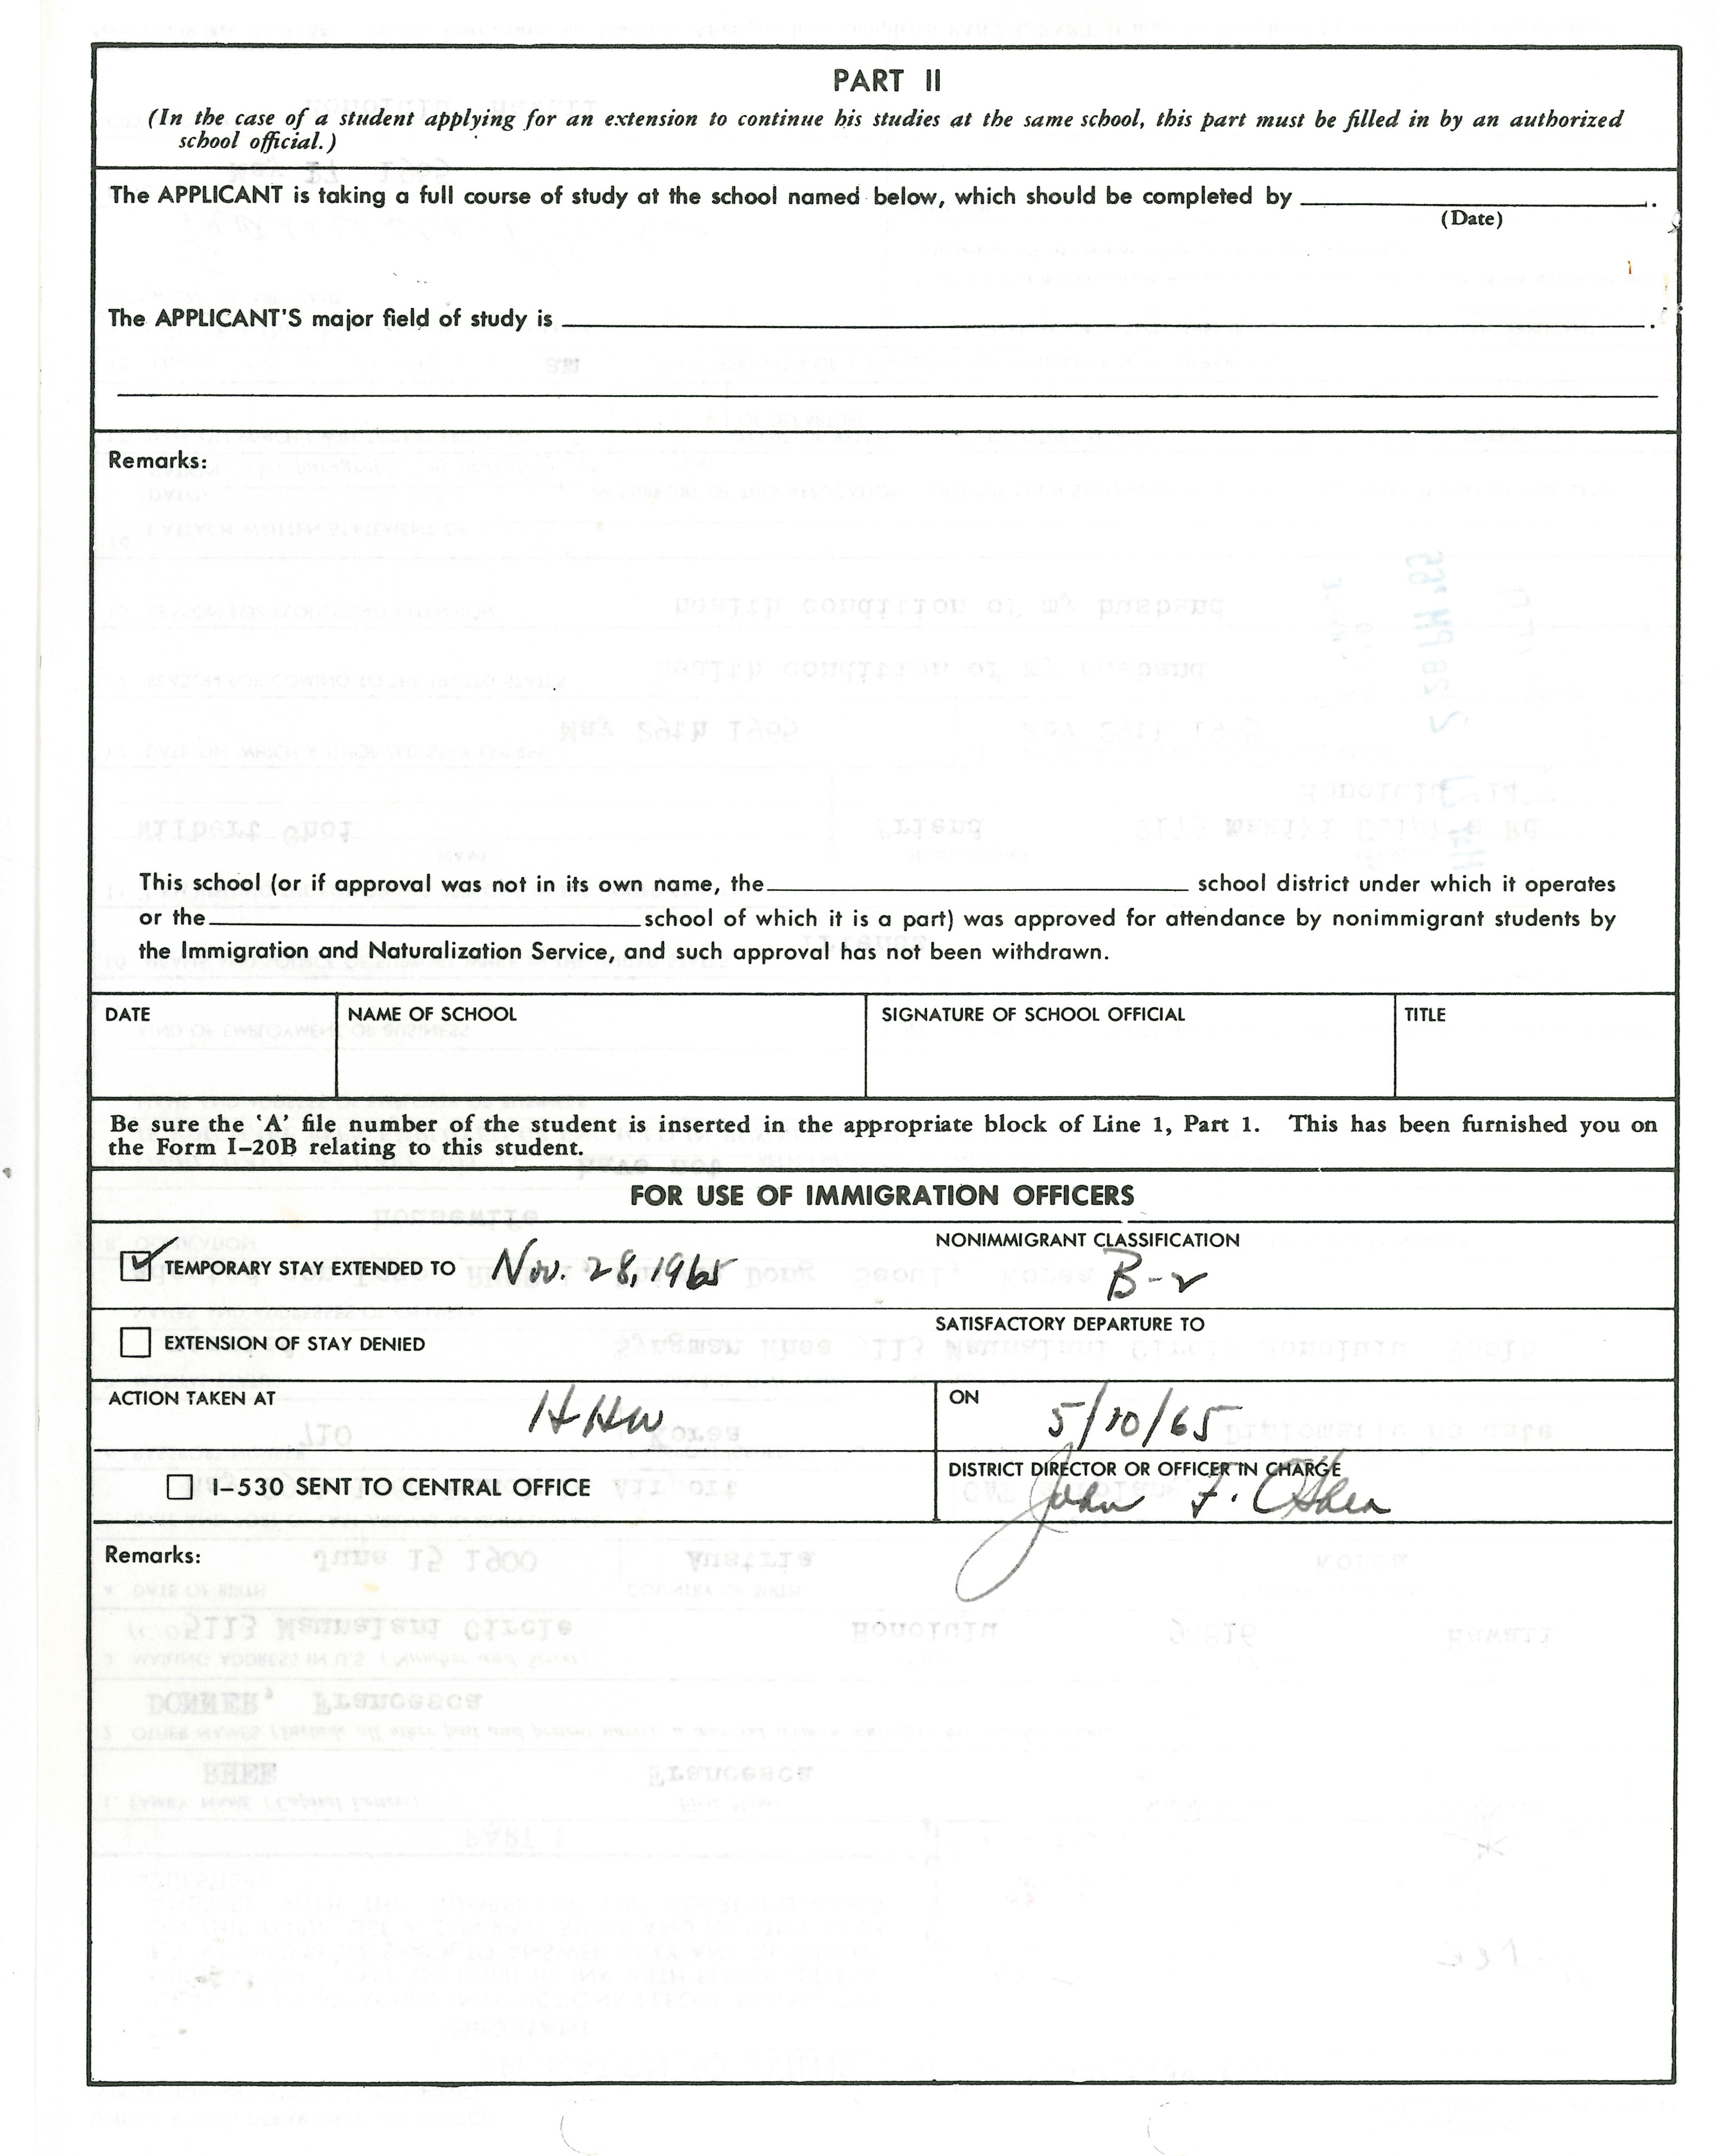 PART II
(In the case of a student applying for an extension to continue his studies at the same school, this part must be filled in by an authorized
school official.)
The APPLICANT is taking a full course of study at the school named below, which should be completed by
(Date)
The APPLICANT'S major field of study is
Remarks:
This school (or if approval was not in its own name, the school district under which it operates
or the school of which it is a part) was approved for attendance by nonimmigrant students by
the Immigration and Naturalization Service, and such approval has not been withdrawn.
DATE NAME OF SCHOOL SIGNATURE OF SCHOOL OFFICIAL TITLE
Be sure the 'A' file number of the student is inserted in the appropriate block of Line 1, Part 1. This has been furnished you on
the Form I-20B relating to this student.
FOR USE OF IMMIGRATION OFFICERS
NONIMMIGRANT CLASSIFICATION
TEMPORARY STAY EXTENDED TO Nov. 28, 1965 B-2
SATISFACTORY DEPARTURE TO
EXTENSION OF STAY DENIED
ACTION TAKEN AT HHW ON 5/20/65
DISTRICT DIRECTOR OR OFFICER IN CHARGE
I-530 SENT TO CENTRAL OFFICE John F. O'Shea
Remarks: